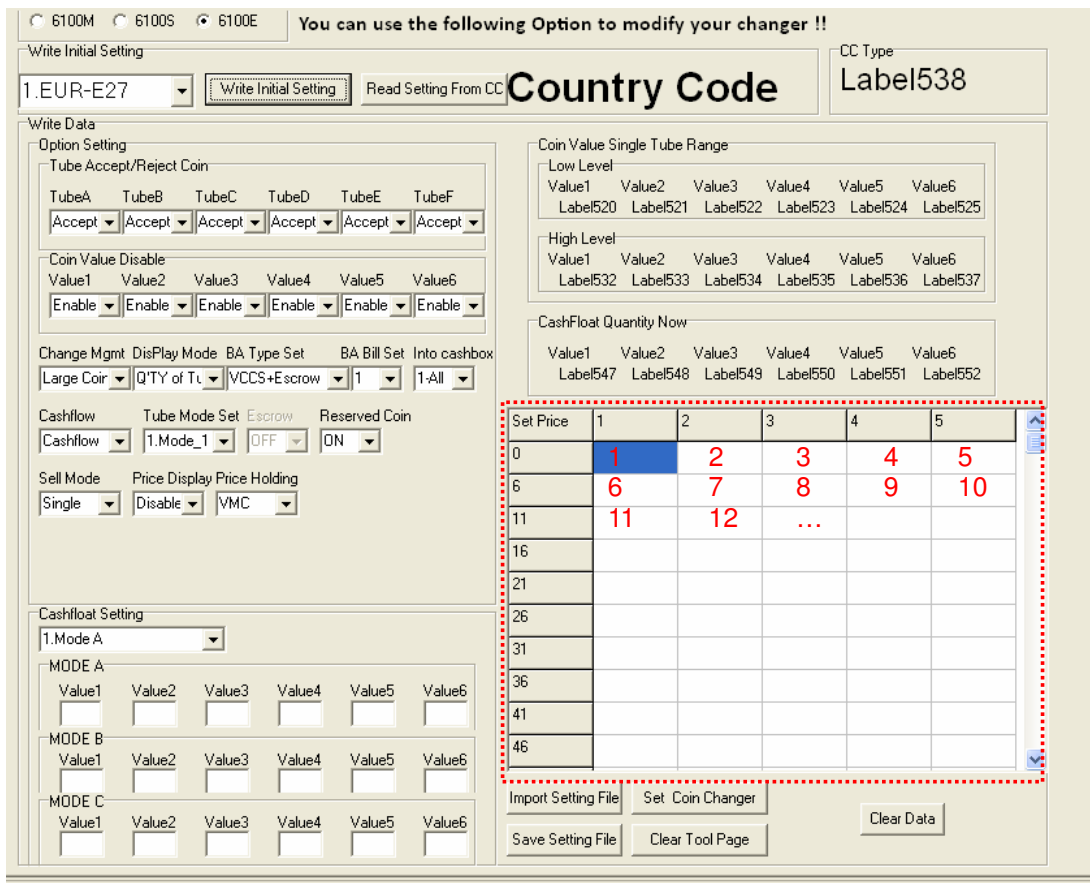 6100M 6100S 6100E You can use the following Option to modify your changer !!
Write Initial Setting
CC Type
1.EUR-E27 Write Initial Setting Read Setting From CC Country Code Label538
Write Data
Option Setting
Tube Accept/Reject Coin
TubeA TubeB TubeC TubeD TubeE TubeF
Accept Accept Accept Accept Accept Accept
Coin Value Disable
Value1 Value2 Value3 Value4 Value5 Value6
Enable Enable Enable Enable Enable Enable
Change Mgmt DisPlay Mode BA Type Set BA Bill Set Into cashbox
Large Coir Q'TY of Tu VCCS+Escrow 1 1-All
Cashflow Tube Mode Set Escrow Reserved Coin
Cashflow 1.Mode_1 OFF ON
Sell Mode Price Display Price Holding
Single Disable VMC
Cashfloat Setting
1.Mode A
MODE A
Value1 Value2 Value3 Value4 Value5 Value6
MODE B
Value1 Value2 Value3 Value4 Value5 Value6
MODE C
Value1 Value2 Value3 Value4 Value5 Value6
Coin Value Single Tube Range
Low Level
Value1 Value2 Value3 Value4 Value5 Value6
Label520 Label521 Label522 Label523 Label524 Label525
High Level
Value1 Value2 Value3 Value4 Value5 Value6
Label532 Label533 Label534 Label535 Label536 Label537
CashFloat Quantity Now
Value1 Value2 Value3 Value4 Value5 Value6
Label547 Label548 Label549 Label550 Label551 Label552
Set Price 1 2 3 4 5
0 1 2 3 4 5
6 6 7 8 9 10
11 11 12 ...
16
21
26
31
36
41
46
Import Setting File Set Coin Changer
Clear Data
Save Setting File Clear Tool Page